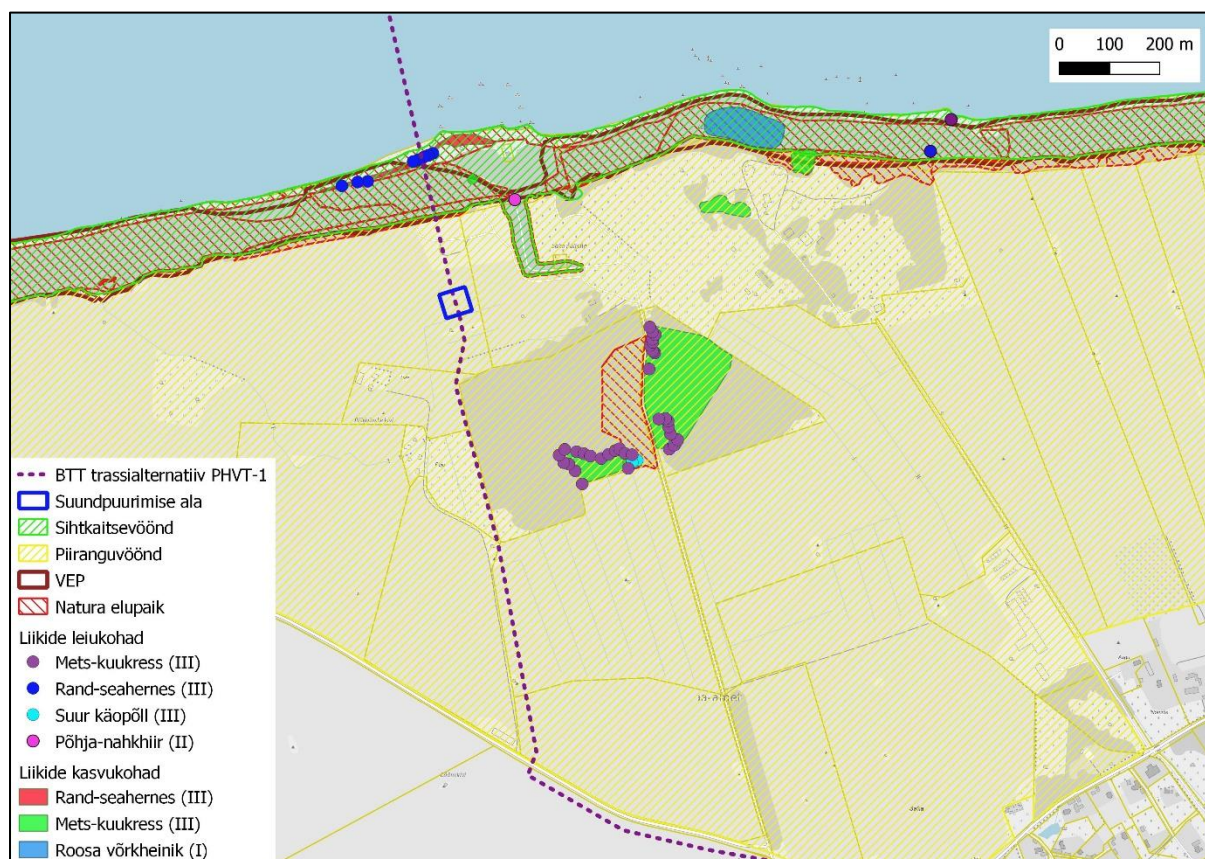 0 100 200 m
BTT trassialternatiiv PHVT-1
Suundpuurimise ala
Sihtkaitsevöönd
Piiranguvöönd
VEP
Natura elupaik
Liikide leiukohad
Mets-kuukress (III)
Rand-seahernes (III)
Suur käopõll (III)
Põhja-nahkhiir (II)
Liikide kasvukohad
Rand-seahernes (III)
Mets-kuukress (III)
Roosa võrkheinik (I)